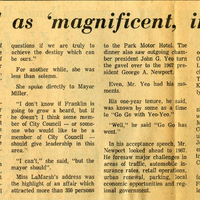 as 'magnificent, i
questions if we are truly to
achieve the destiny which can
be ours."
For another while, she was
less than solemn.
She spoke directly to Mayor
Miller.
"I don't know if Franklin is
going to grow a beard, but if
he doesn't I think some mem-
ber of City Council — or some-
one who would like to be a
member of City Council —
should give leadership in this
area."
"I can't," she said, "but the
mayor should."
Miss LaMarsh's address was
the highlight of an affair which
attracted more than 350 persons
to the Park Motor Hotel. The
dinner also saw outgoing cham-
ber president John G. Yeo turn
the gavel over to the 1967 pre-
sident George A. Newport.
Even Mr. Yeo had his mo-
ments.
His one-year tenure, he said,
was known by some as a time
to "Go Go with Yeo-Yeo."
"Well," he said "Go Go has
went."
In his acceptance speech, Mr.
Newport looked ahead to 1967.
He foresaw major challenges in
areas of traffic, automobile in-
surance rates, retail operations,
urban renewal, parking, local
economic opportunities and reg-
ional government.